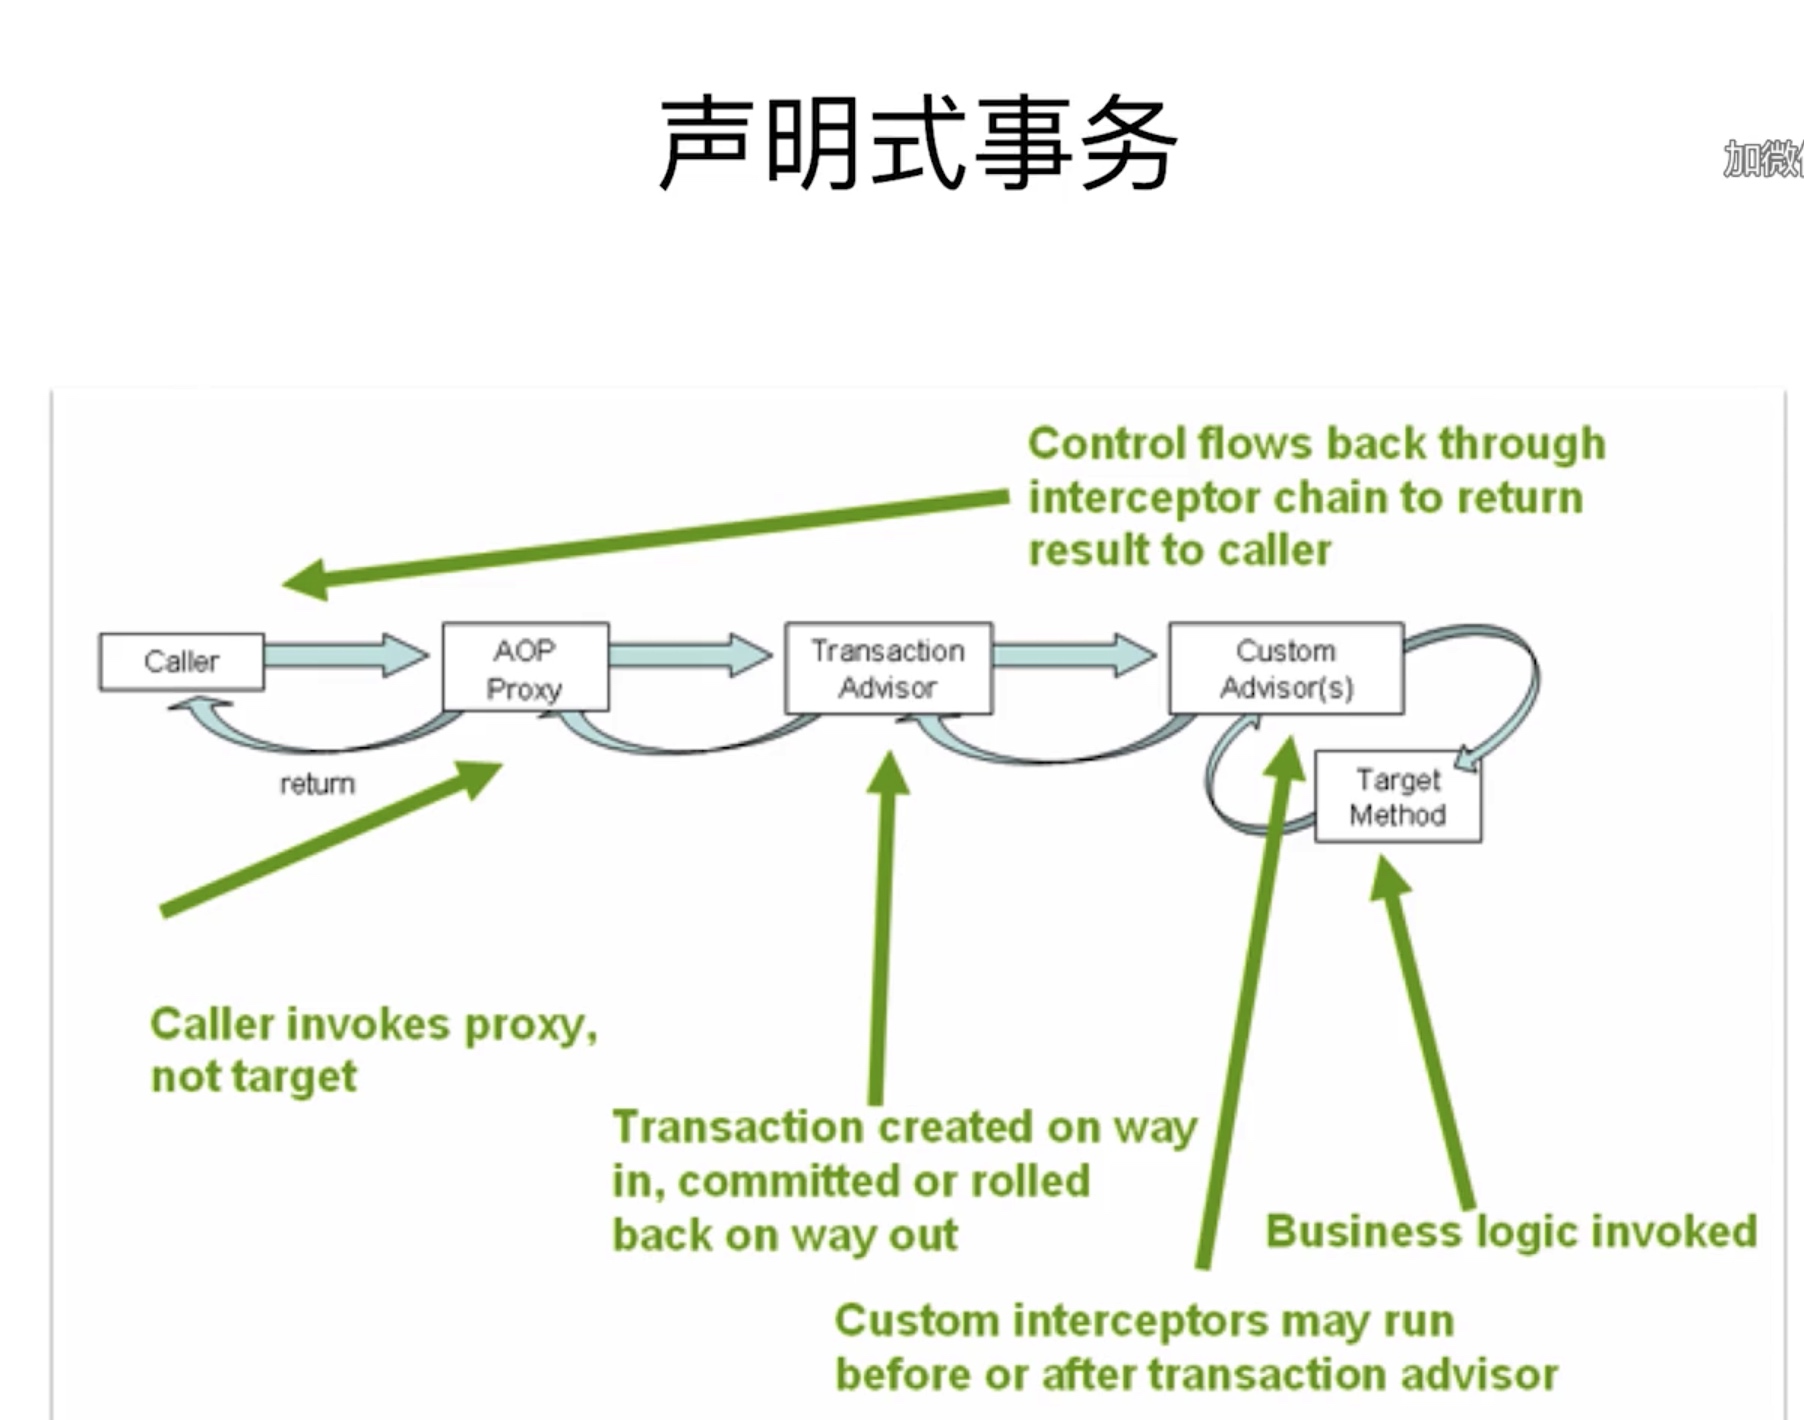 声明式事务
加微
Control flows back through
interceptor chain to return
result to caller
Caller
AOP
Proxy
Transaction
Advisor
Custom
Advisor(s)
return
Target
Method
Caller invokes proxy,
not target
Transaction created on way
in, committed or rolled
back on way out
Business logic invoked
Custom interceptors may run
before or after transaction advisor